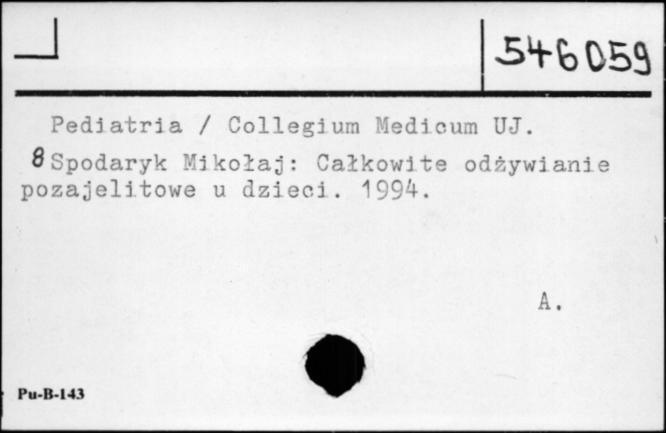 546059
Pediatria / Collegium Medicum UJ.
8 Spodaryk Mikołaj: Całkowite odżywianie
pozajelitowe u dzieci. 1994.
A.
Pu-B-143